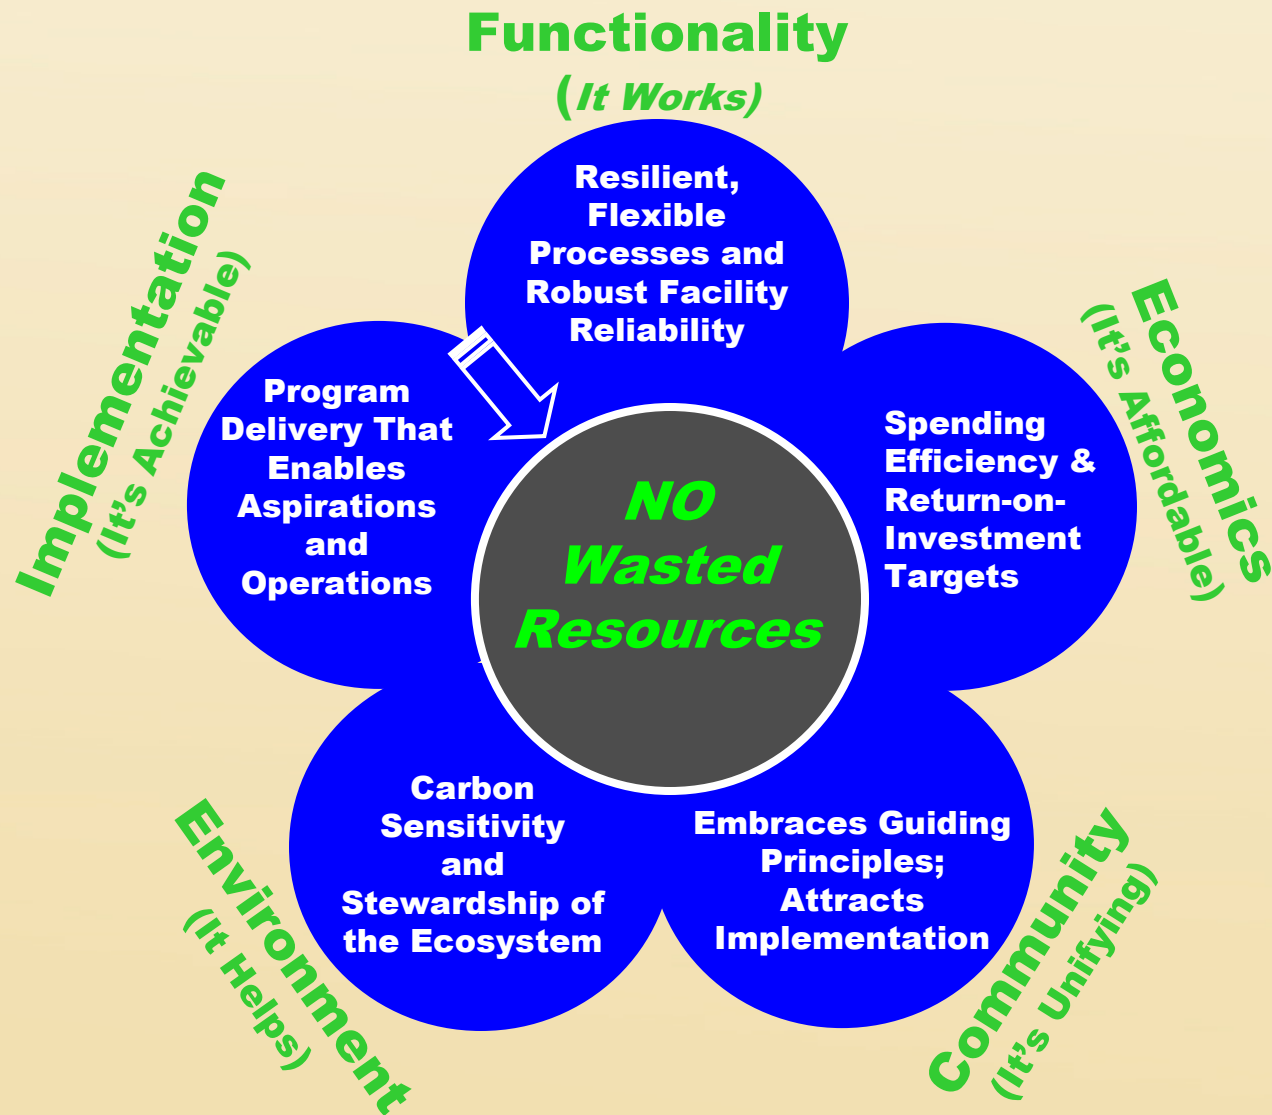 Functionality
(It Works)
Resilient,
Flexible
Processes and
Robust Facility
Reliability
Economics
(It's Affordable)
Spending
Efficiency &
Return-on-
Investment
Targets
Community
(It's Unifying)
Embraces Guiding
Principles;
Attracts
Implementation
Environment
(It Helps)
Carbon
Sensitivity
and
Stewardship of
the Ecosystem
Implementation
(It's Achievable)
Program
Delivery That
Enables
Aspirations
and
Operations
NO
Wasted
Resources